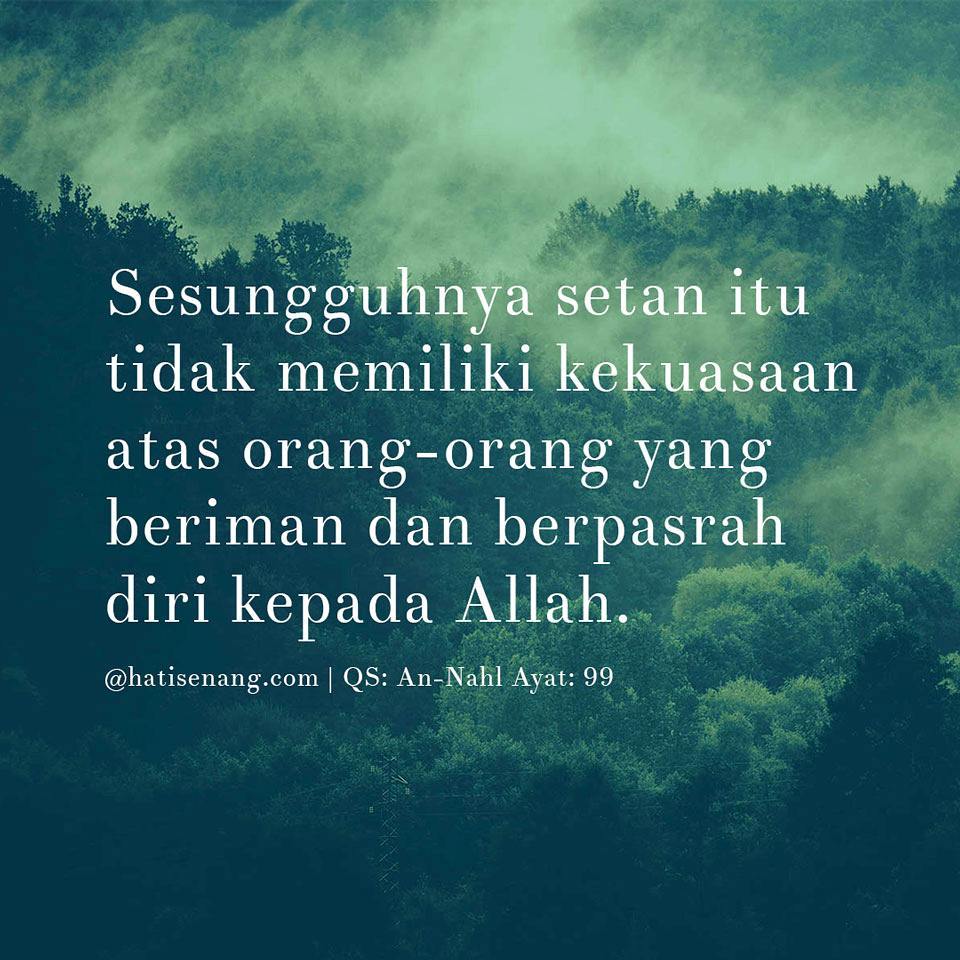 Sesungguhnya setan itu
tidak memiliki kekuasaan
atas orang-orang yang
beriman dan berpasrah
diri kepada Allah.
@hatisenang.com | QS: An-Nahl Ayat: 99